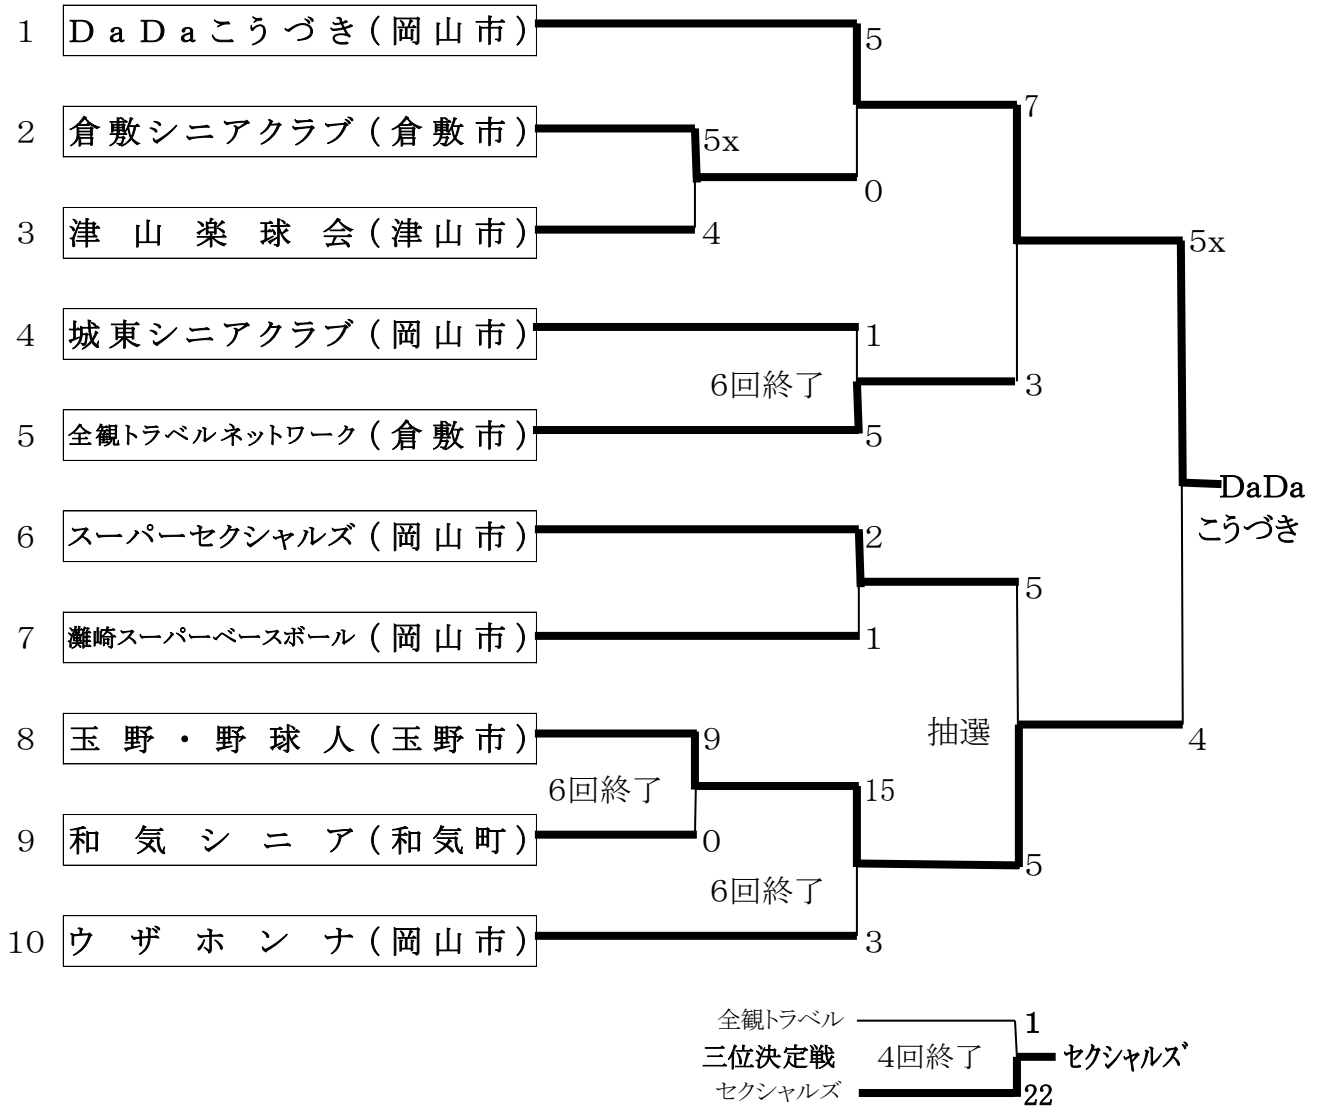 1 DaDaこうづき(岡山市)
5
7
2 倉敷シニアクラブ(倉敷市)
5x
0
3 津山楽球会(津山市)
4
5x
4 城東シニアクラブ(岡山市)
1
6回終了
3
5 全観トラベルネットワーク(倉敷市)
5
DaDa
こうづき
6 スーパーセクシャルズ(岡山市)
2
5
7 灘崎スーパーベースボール(岡山市)
1
8 玉野・野球人(玉野市)
9
抽選
4
6回終了
15
9 和気シニア(和気町)
0
6回終了
5
10 ウザホンナ(岡山市)
3
全観トラベル
1
三位決定戦
4回終了
セクシャルズ
セクシャルズ
22